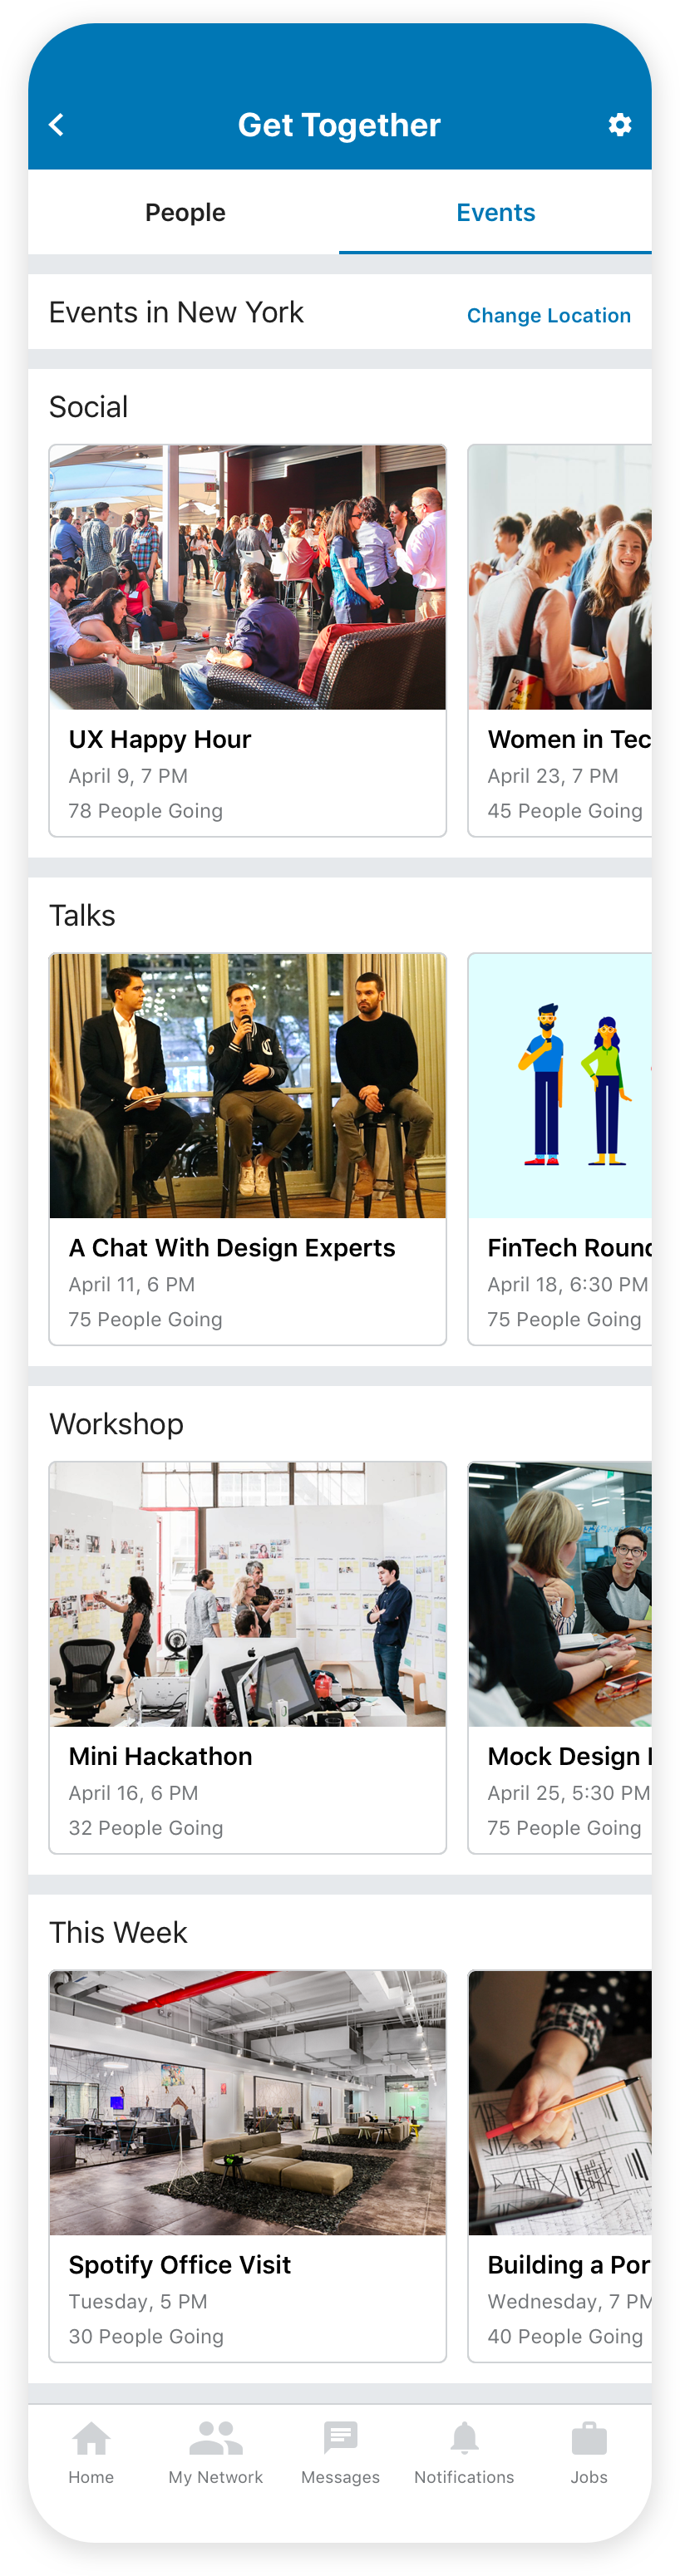 Get Together
People
Events
Events in New York
Change Location
Social
UX Happy Hour
April 9, 7 PM
78 People Going
Women in Tec
April 23, 7 PM
45 People Going
Talks
A Chat With Design Experts
April 11, 6 PM
75 People Going
FinTech Roun
April 18, 6:30 PM
75 People Going
Workshop
Mini Hackathon
April 16, 6 PM
32 People Going
Mock Design
April 25, 5:30 PM
75 People Going
This Week
Spotify Office Visit
Tuesday, 5 PM
30 People Going
Building a Por
Wednesday, 7 PM
40 People Going
Home
My Network
Messages
Notifications
Jobs